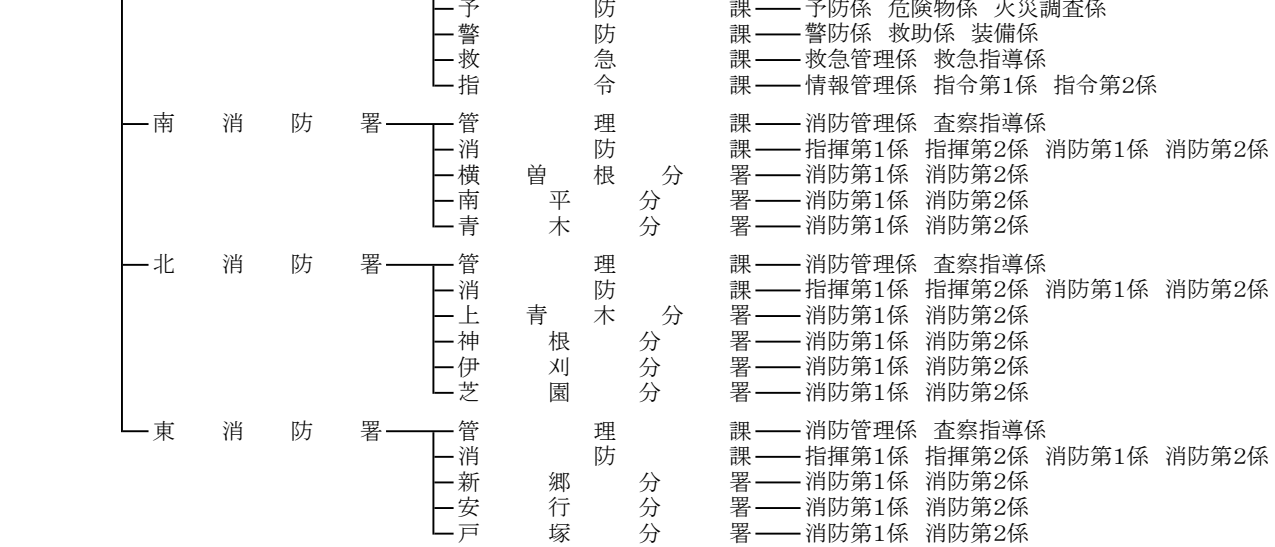 予防課 予防係 危険物係 火災調査係
警防課 警防係 救助係 装備係
救急課 救急管理係 救急指導係
指令課 情報管理係 指令第1係 指令第2係
南消防署 管理課 消防管理係 査察指導係
消防課 指揮第1係 指揮第2係 消防第1係 消防第2係
横曽根分署 消防第1係 消防第2係
南平分署 消防第1係 消防第2係
青木分署 消防第1係 消防第2係
北消防署 管理課 消防管理係 査察指導係
消防課 指揮第1係 指揮第2係 消防第1係 消防第2係
上青木分署 消防第1係 消防第2係
神根分署 消防第1係 消防第2係
伊刈分署 消防第1係 消防第2係
芝園分署 消防第1係 消防第2係
東消防署 管理課 消防管理係 査察指導係
消防課 指揮第1係 指揮第2係 消防第1係 消防第2係
新郷分署 消防第1係 消防第2係
安行分署 消防第1係 消防第2係
戸塚分署 消防第1係 消防第2係